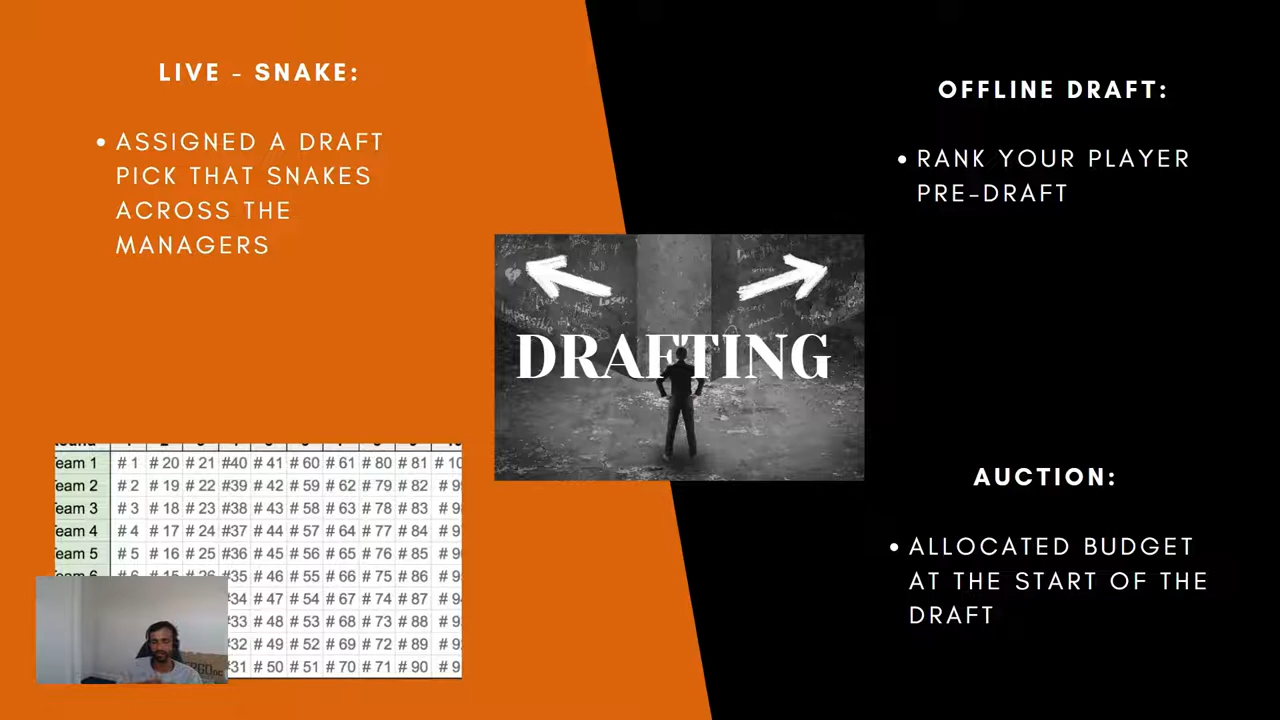 LIVE - SNAKE:
• ASSIGNED A DRAFT
PICK THAT SNAKES
ACROSS THE
MANAGERS
OFFLINE DRAFT:
• RANK YOUR PLAYER
PRE-DRAFT
Loser
DRAFTING
AUCTION:
• ALLOCATED BUDGET
AT THE START OF THE
DRAFT
Team 1 # 1 # 20 # 21 #40 # 41 # 60 # 61 # 80 # 81 # 10
Team 2 # 2 # 19 # 22 #39 # 42 # 59 # 62 # 79 # 82 # 9
Team 3 # 3 # 18 # 23 #38 # 43 # 58 # 63 # 78 # 83 # 9
Team 4 # 4 # 17 # 24 #37 # 44 # 57 # 64 # 77 # 84 # 9
Team 5 # 5 # 16 # 25 #36 # 45 # 56 # 65 # 76 # 85 # 9
#35 # 46 # 55 # 66 # 75 # 86 # 9
#34 # 47 # 54 # 67 # 74 # 87 # 9
#33 # 48 # 53 # 68 # 73 # 88 # 9
#32 # 49 # 52 # 69 # 72 # 89 # 9
#31 # 50 # 51 # 70 # 71 # 90 # 9